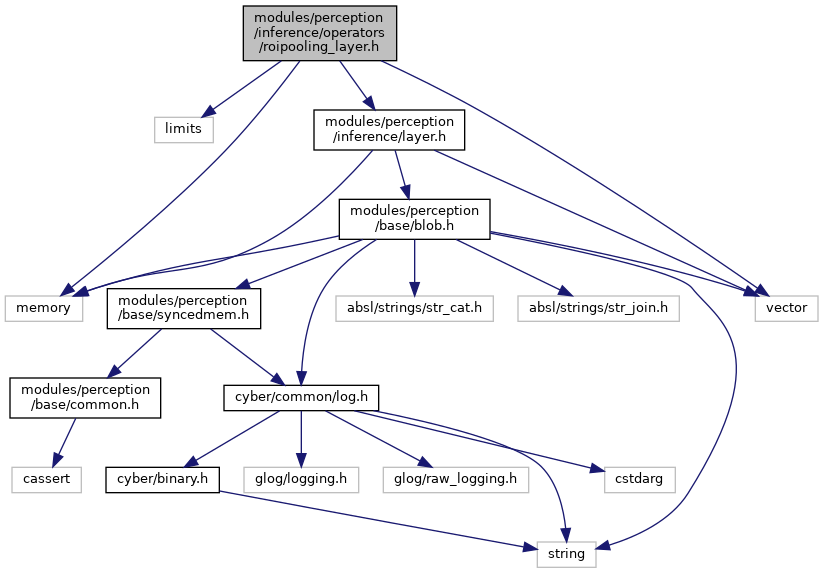 modules/perception
/inference/operators
/roipooling_layer.h
limits
modules/perception
/inference/layer.h
modules/perception
/base/blob.h
memory
modules/perception
/base/syncedmem.h
absl/strings/str_cat.h
absl/strings/str_join.h
vector
modules/perception
/base/common.h
cyber/common/log.h
cassert
cyber/binary.h
glog/logging.h
glog/raw_logging.h
cstdarg
string